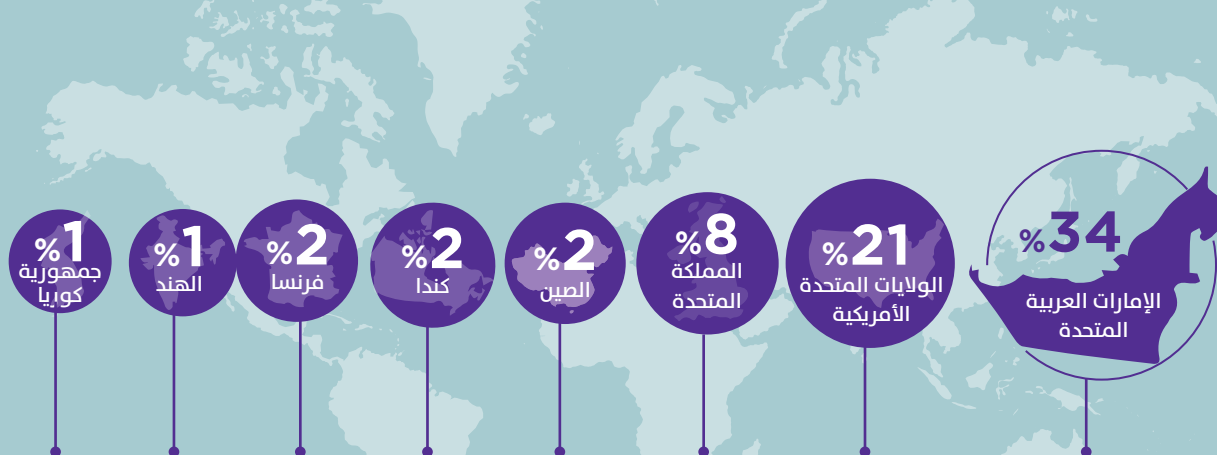 %34
الإمارات العربية
المتحدة
%21
الولايات المتحدة
الأمريكية
%8
المملكة
المتحدة
%2
الصين
%2
كندا
%2
فرنسا
%1
الهند
%1
جمهورية
كوريا